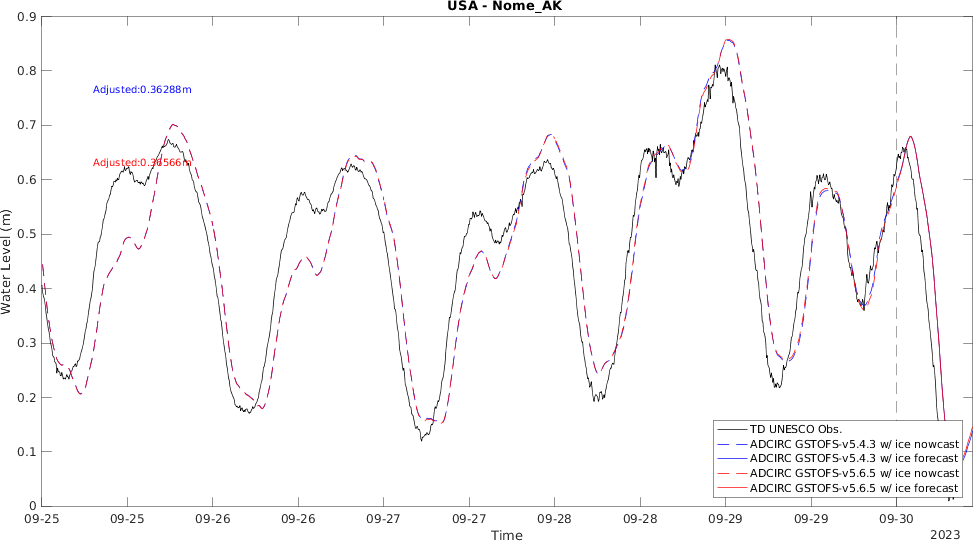 USA - Nome_AK
0.9
0.8
0.7
0.6
0.5
0.4
0.3
0.2
0.1
0
Water Level (m)
Adjusted:0.36288m
Adjusted:0.36566m
TD UNESCO Obs.
ADCIRC GSTOFS-v5.4.3 w/ ice nowcast
ADCIRC GSTOFS-v5.4.3 w/ ice forecast
ADCIRC GSTOFS-v5.6.5 w/ ice nowcast
ADCIRC GSTOFS-v5.6.5 w/ ice forecast
09-25 09-25 09-26 09-26 09-27 09-27 09-28 09-28 09-29 09-29 09-30
Time
2023